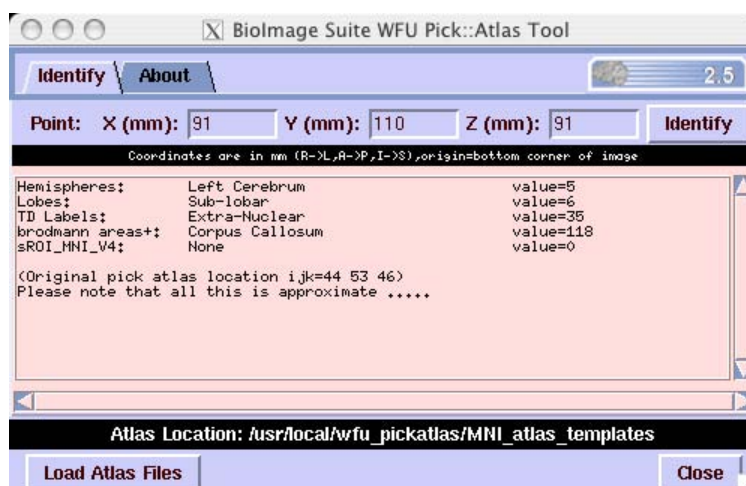 BioImage Suite WFU Pick::Atlas Tool
Identify About 2.5
Point: X (mm): 91 Y (mm): 110 Z (mm): 91 Identify
Coordinates are in mm (R->L,A->P,I->S),origin=bottom corner of image
Hemispheres: Left Cerebrum value=5
Lobes: Sub-lobar value=6
TD Labels: Extra-Nuclear value=35
brodmann areas+: Corpus Callosum value=118
sROI_MNI_V4: None value=0
(Original pick atlas location ijk=44 53 46)
Please note that all this is approximate .....
Atlas Location: /usr/local/wfu_pickatlas/MNI_atlas_templates
Load Atlas Files Close